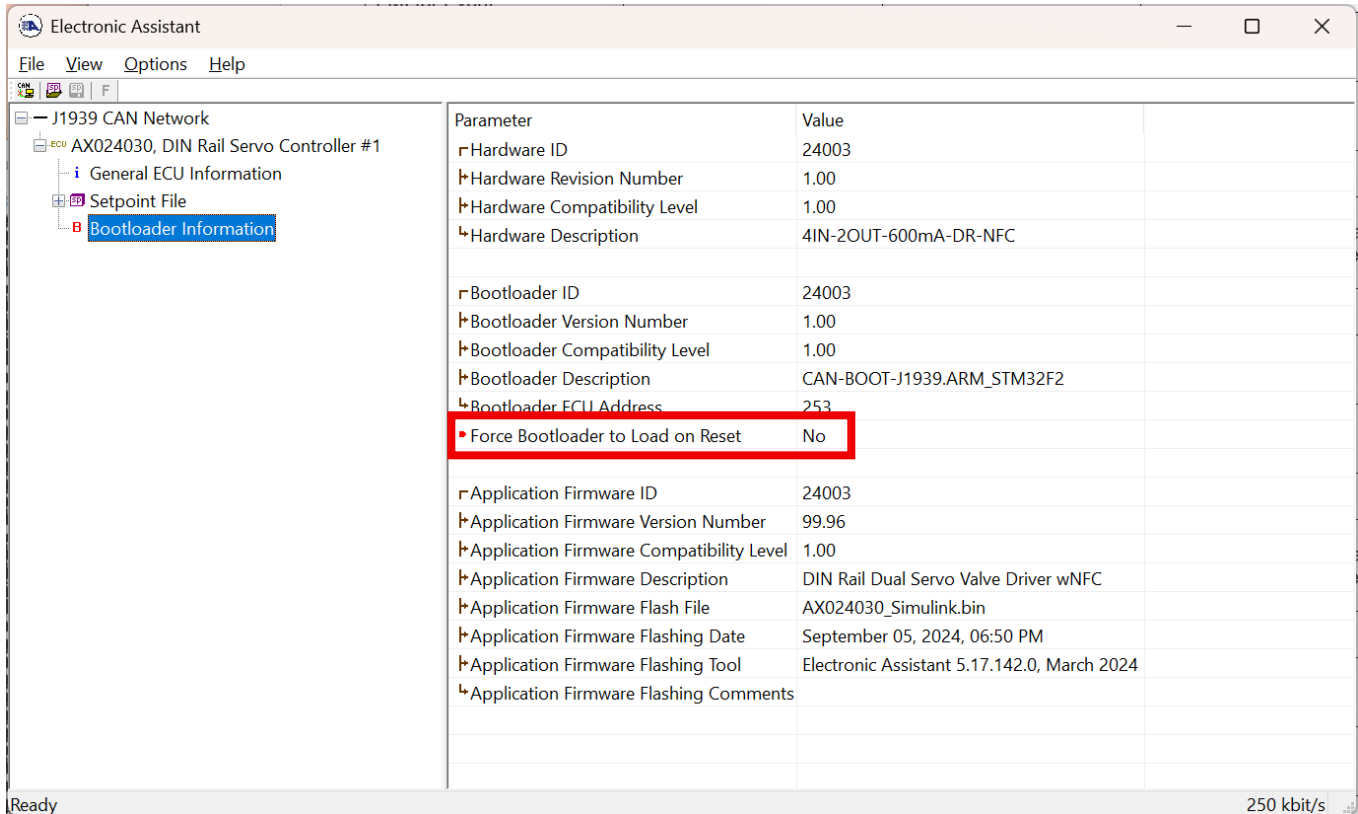 Electronic Assistant
File View Options Help
CAN SP SP F
J1939 CAN Network
ECU AX024030, DIN Rail Servo Controller #1
i General ECU Information
SP Setpoint File
B Bootloader Information
Parameter Value
Hardware ID 24003
Hardware Revision Number 1.00
Hardware Compatibility Level 1.00
Hardware Description 4IN-2OUT-600mA-DR-NFC
Bootloader ID 24003
Bootloader Version Number 1.00
Bootloader Compatibility Level 1.00
Bootloader Description CAN-BOOT-J1939.ARM_STM32F2
Bootloader ECU Address 253
Force Bootloader to Load on Reset No
Application Firmware ID 24003
Application Firmware Version Number 99.96
Application Firmware Compatibility Level 1.00
Application Firmware Description DIN Rail Dual Servo Valve Driver wNFC
Application Firmware Flash File AX024030_Simulink.bin
Application Firmware Flashing Date September 05, 2024, 06:50 PM
Application Firmware Flashing Tool Electronic Assistant 5.17.142.0, March 2024
Application Firmware Flashing Comments
Ready 250 kbit/s